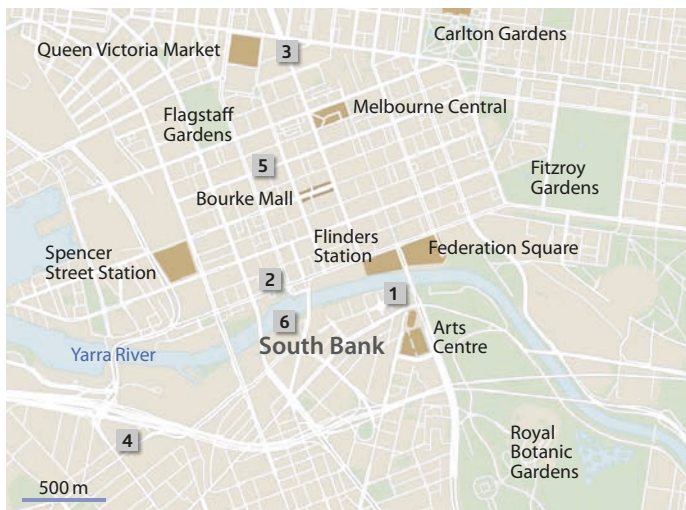 Carlton Gardens
Queen Victoria Market
3
Melbourne Central
Flagstaff
Gardens
5
Fitzroy
Gardens
Bourke Mall
Flinders
Station
Federation Square
Spencer
Street Station
2
1
6
South Bank
Arts
Centre
Yarra River
4
Royal
Botanic
Gardens
500 m